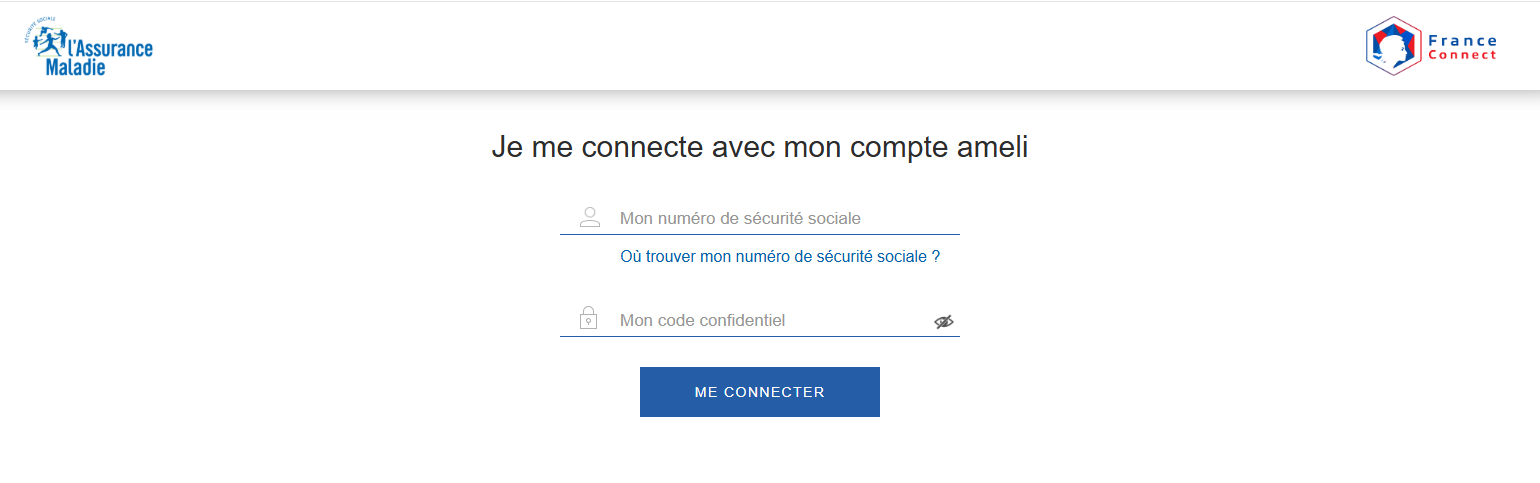 SÉCURITÉ SOCIALE
l'Assurance
Maladie
France
Connect
Je me connecte avec mon compte ameli
Mon numéro de sécurité sociale
Où trouver mon numéro de sécurité sociale ?
Mon code confidentiel
ME CONNECTER